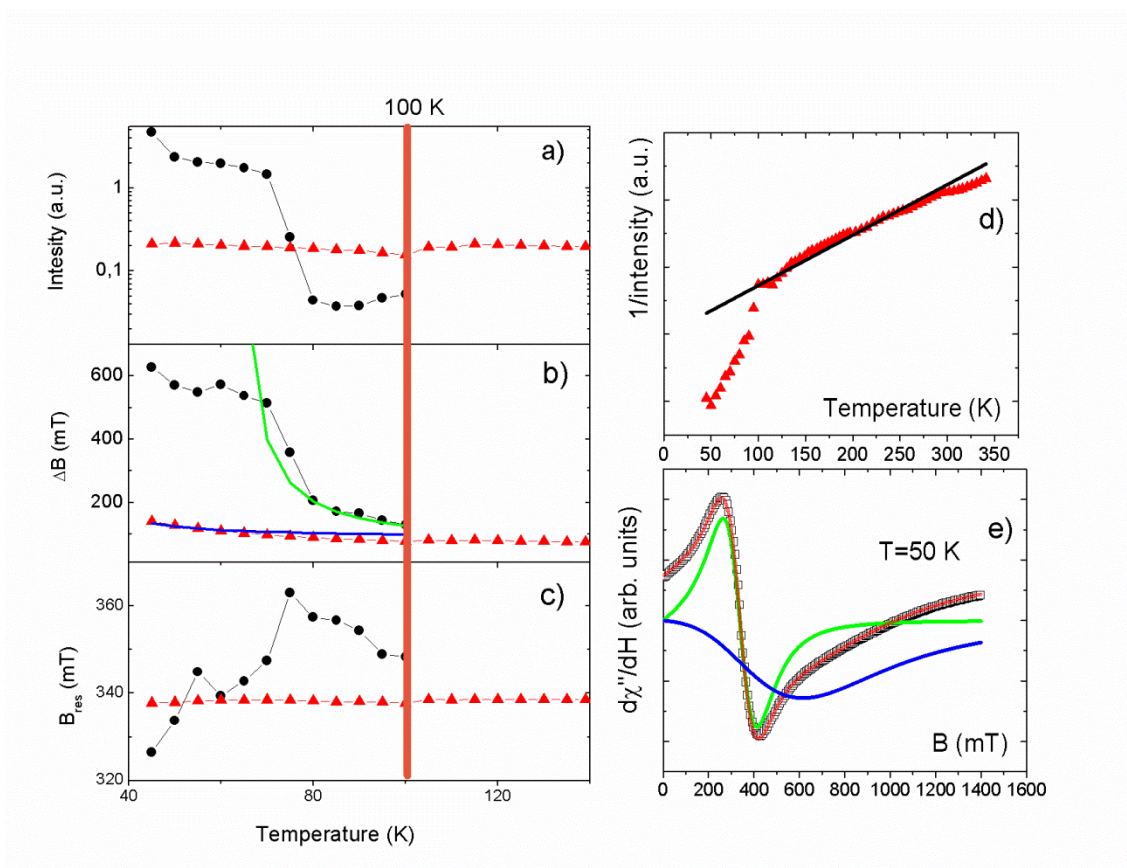 100 K
a)
Intesity (a.u.)
1
0,1
b)
ΔB (mT)
600
400
200
c)
B_res (mT)
360
340
320
40 80 120
Temperature (K)
d)
1/intensity (a.u.)
Temperature (K)
0 50 100 150 200 250 300 350
e)
T=50 K
dχ"/dH (arb. units)
B (mT)
0 200 400 600 800 1000 1200 1400 1600